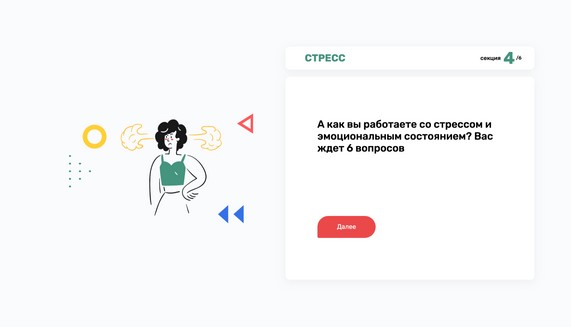 СТРЕСС
секция 4/6
А как вы работаете со стрессом и
эмоциональным состоянием? Вас
ждет 6 вопросов
Далее